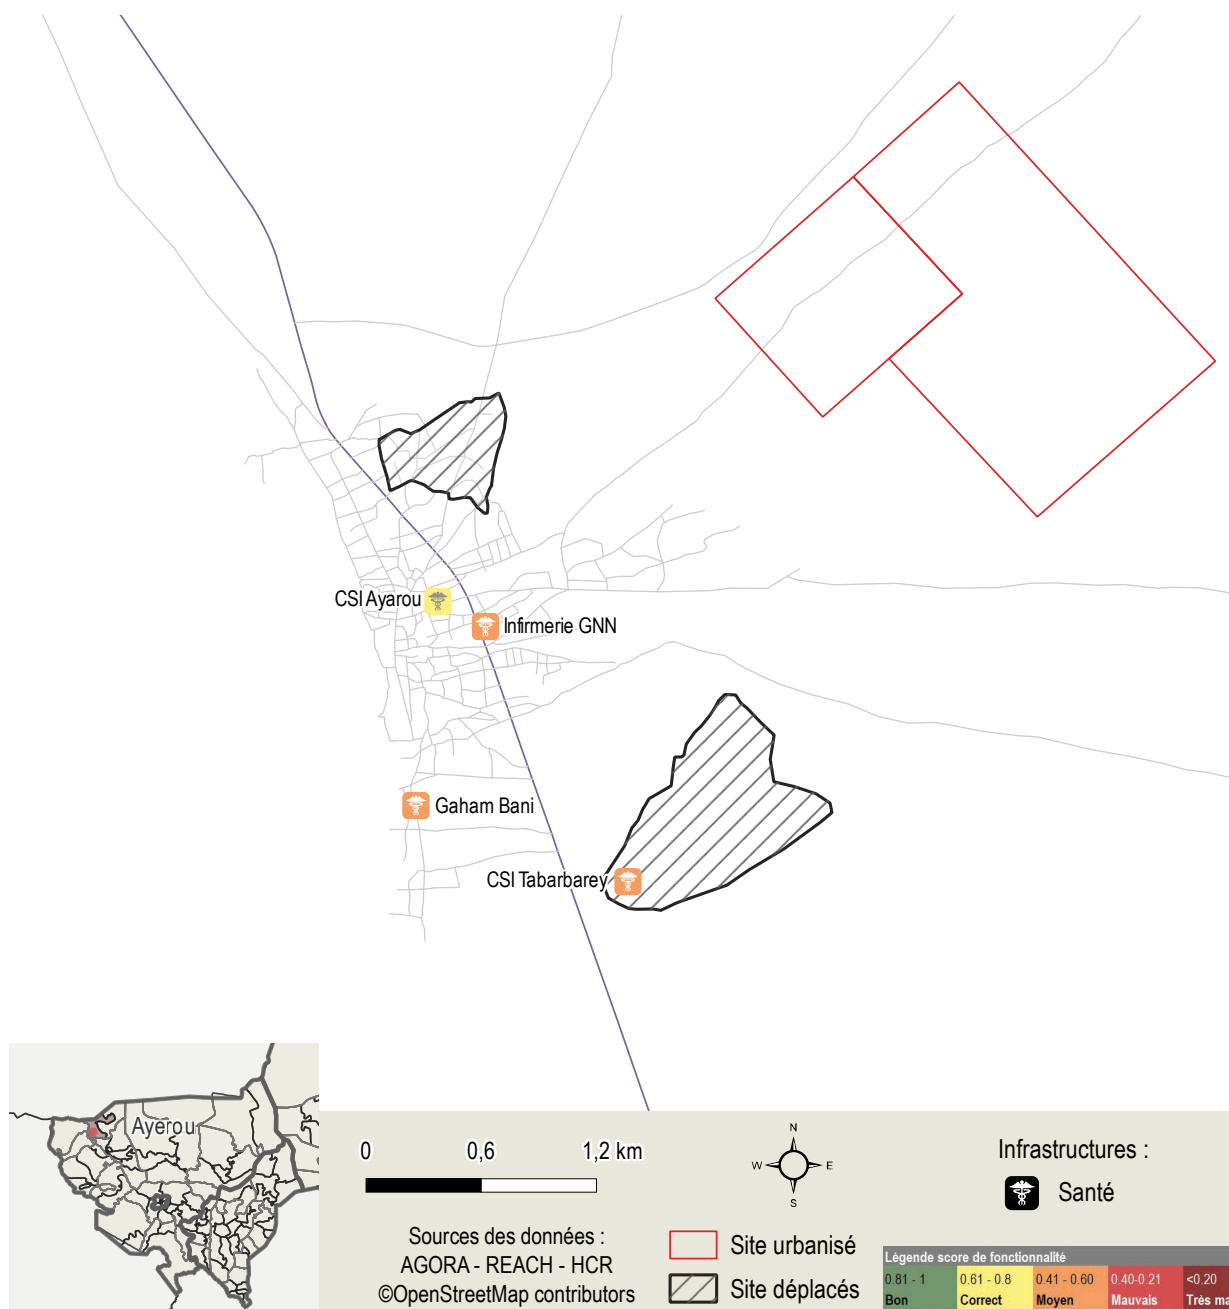 CSI Ayarou
Infirmerie GNN
Gaham Bani
CSI Tabarbarey
Ayerou
0 0,6 1,2 km
N
W E
S
Infrastructures :
Santé
Sources des données :
AGORA - REACH - HCR
©OpenStreetMap contributors
Site urbanisé
Site déplacés
Légende score de fonctionnalité
0.81 - 1 0.61 - 0.8 0.41 - 0.60 0.40-0.21 <0.20
Bon Correct Moyen Mauvais Très ma